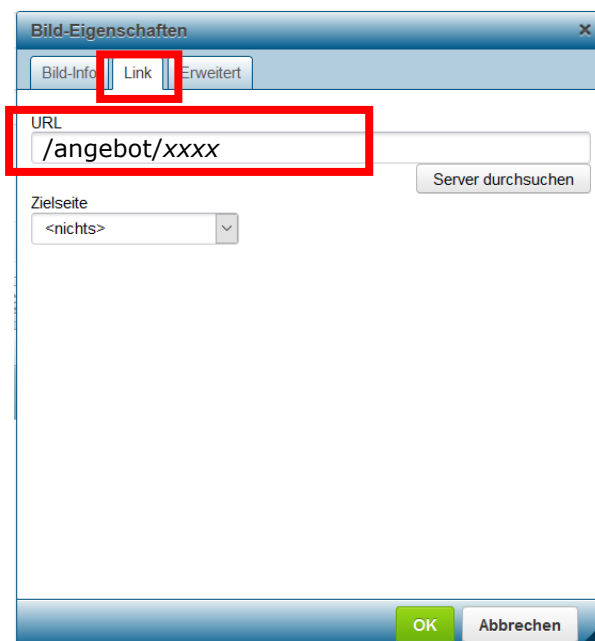 Bild-Eigenschaften
Bild-Info Link Erweitert
URL
/angebot/xxxx
Server durchsuchen
Zielseite
<nichts>
OK Abbrechen